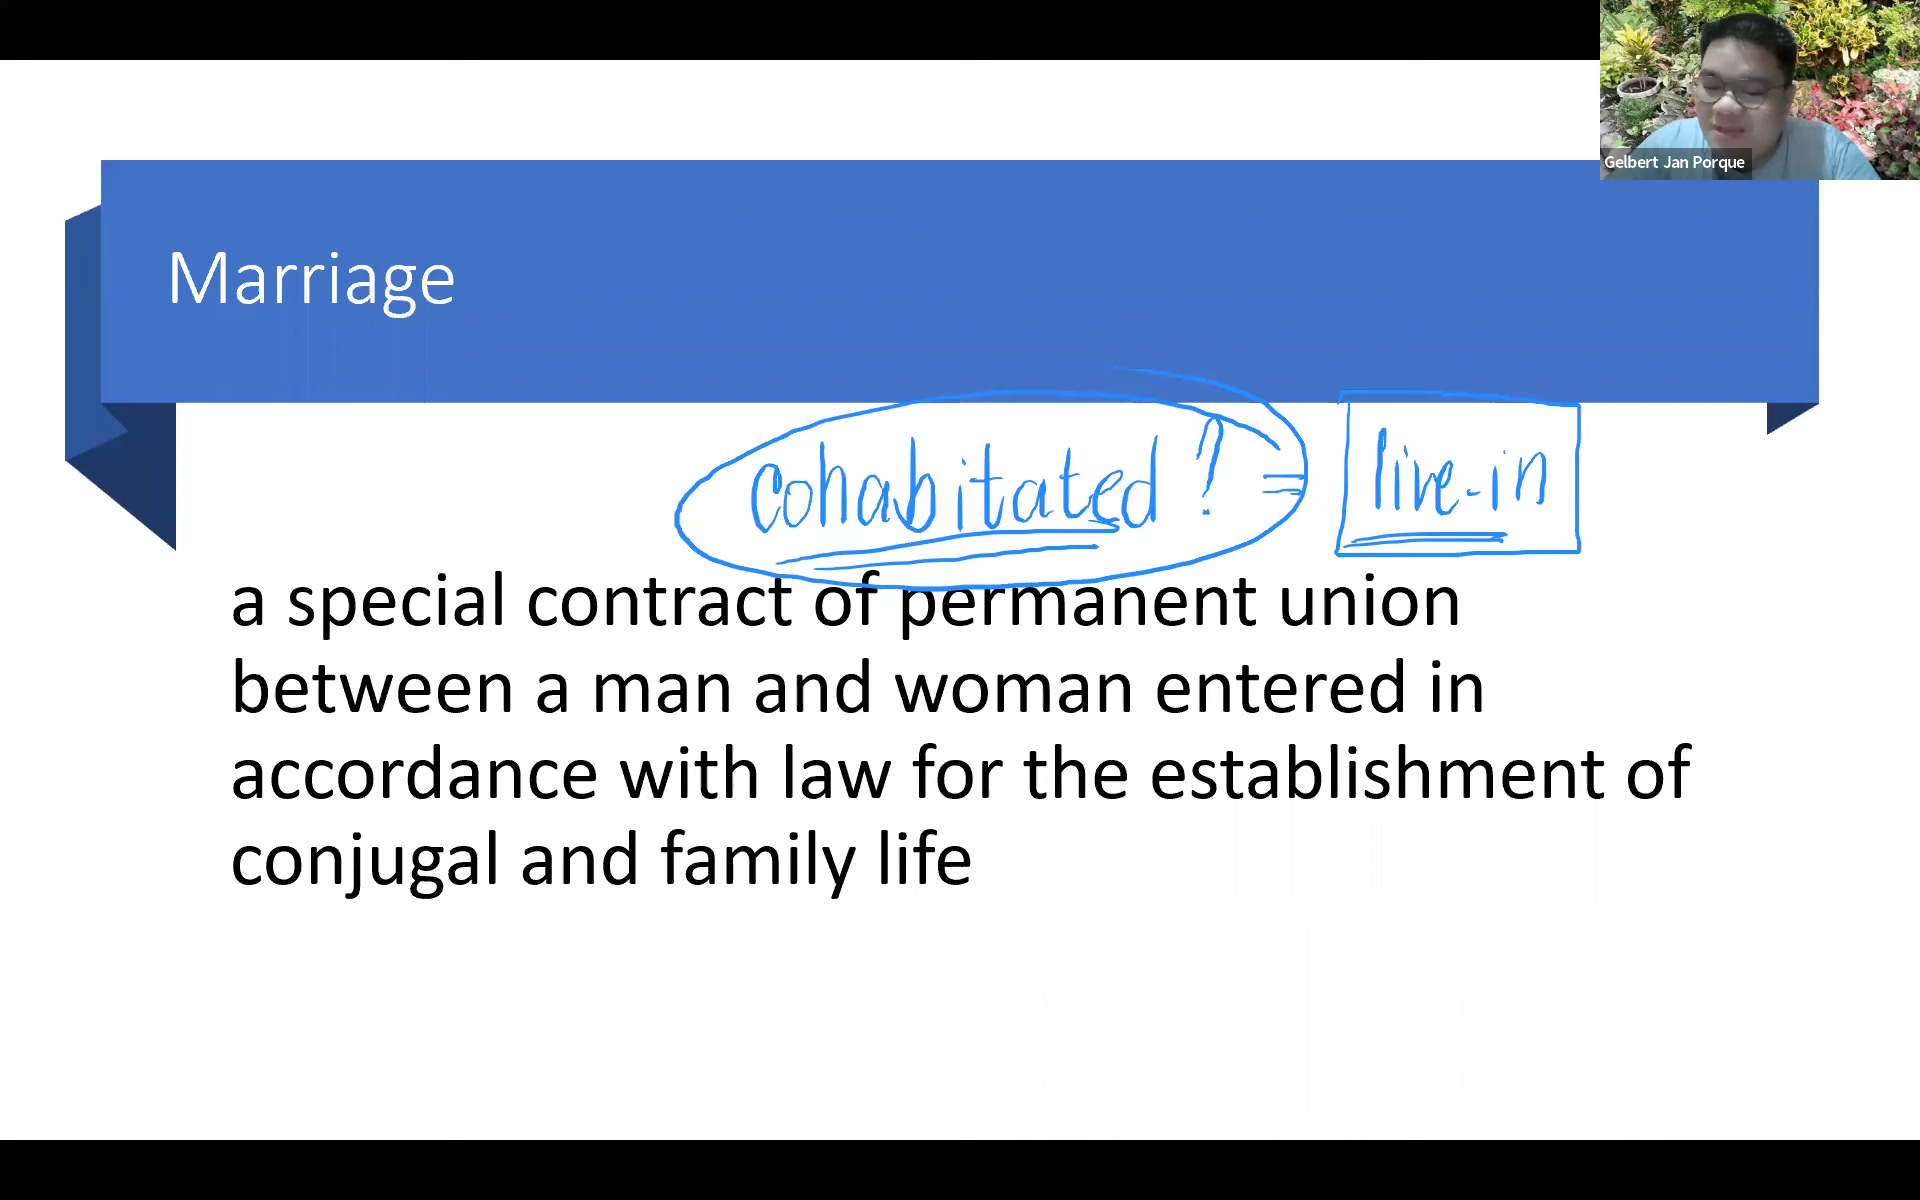 Gelbert Jan Porque
Marriage
cohabitated ? = live-in
a special contract of permanent union
between a man and woman entered in
accordance with law for the establishment of
conjugal and family life